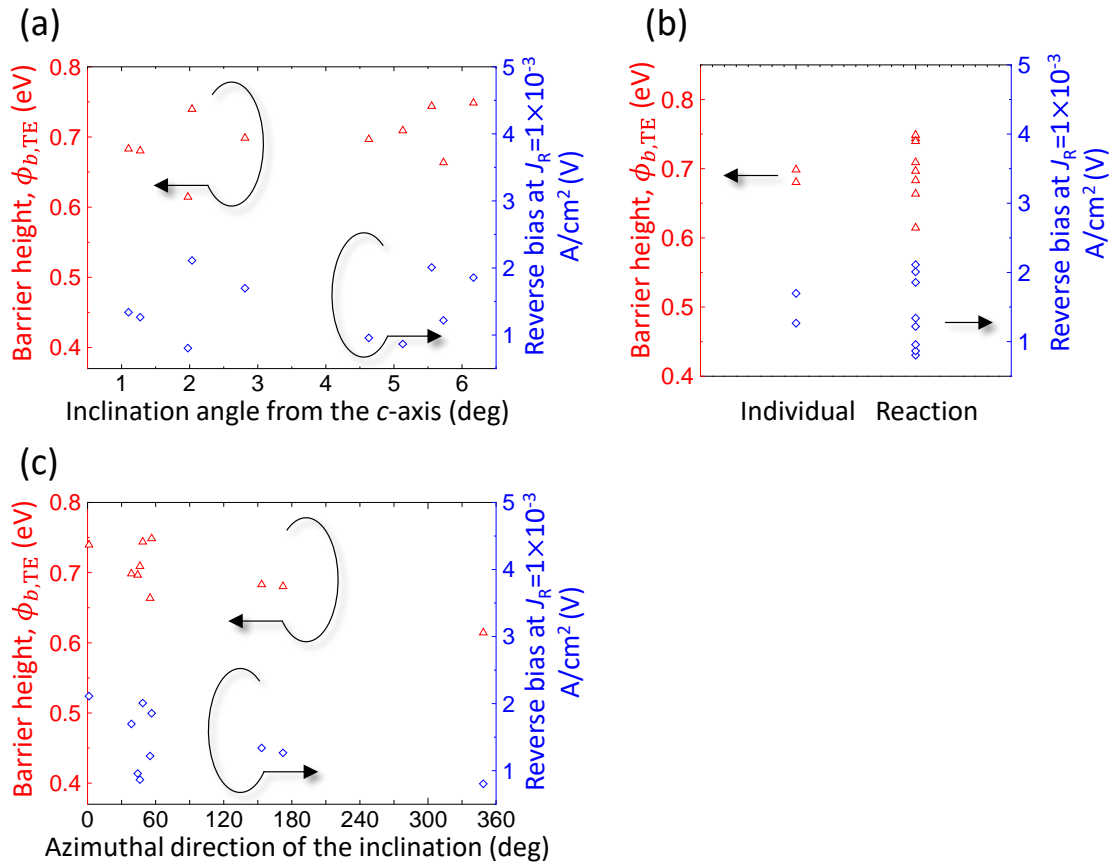 (a)
0.8
0.7
0.6
0.5
0.4
Barrier height, ϕb,TE (eV)
5
4
3
2
1
Reverse bias at JR=1×10-3
A/cm2 (V)
1 2 3 4 5 6
Inclination angle from the c-axis (deg)
(b)
0.8
0.7
0.6
0.5
0.4
Barrier height, ϕb,TE (eV)
5
4
3
2
1
Reverse bias at JR=1×10-3
A/cm2 (V)
Individual Reaction
(c)
0.8
0.7
0.6
0.5
0.4
Barrier height, ϕb,TE (eV)
5
4
3
2
1
Reverse bias at JR=1×10-3
A/cm2 (V)
0 60 120 180 240 300 360
Azimuthal direction of the inclination (deg)